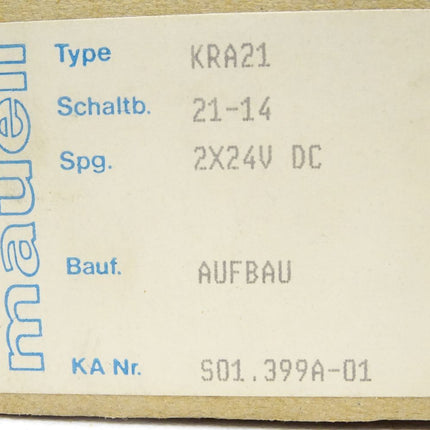 mauell
Type KRA21
Schaltb. 21-14
Spg. 2X24V DC
Bauf. AUFBAU
KA Nr. S01.399A-01